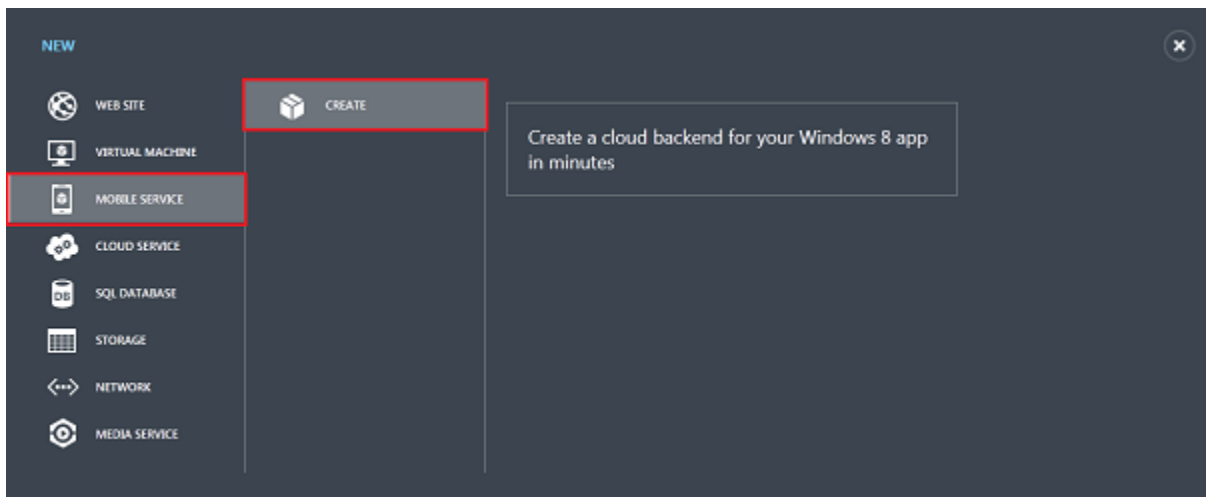 NEW
WEB SITE
VIRTUAL MACHINE
MOBILE SERVICE
CLOUD SERVICE
DB
SQL DATABASE
STORAGE
NETWORK
MEDIA SERVICE
CREATE
Create a cloud backend for your Windows 8 app
in minutes